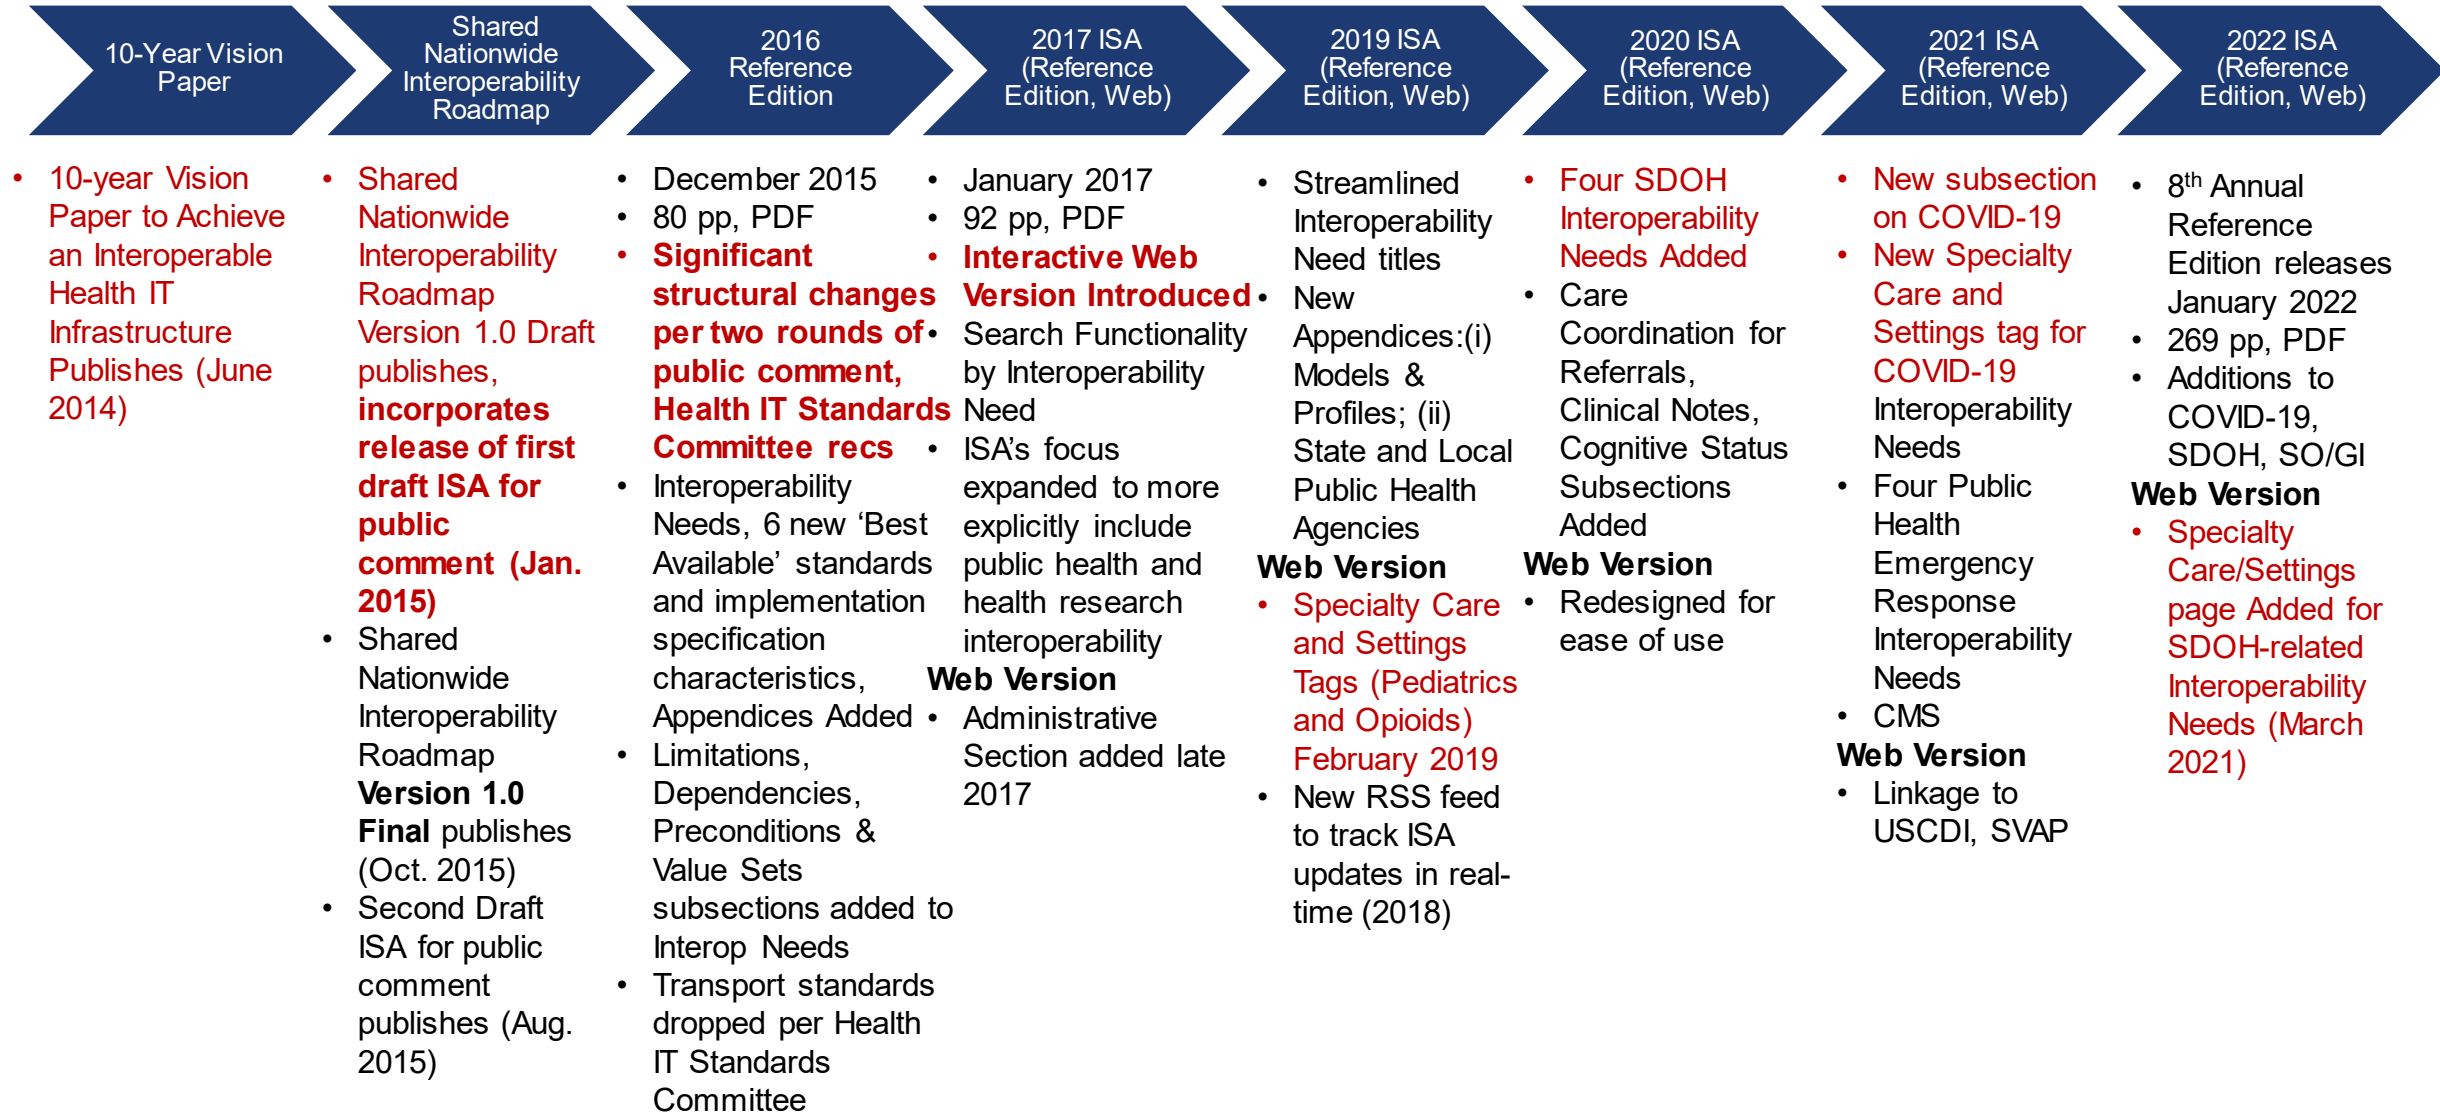 10-Year Vision
Paper
Shared
Nationwide
Interoperability
Roadmap
2016
Reference
Edition
2017 ISA
(Reference
Edition, Web)
2019 ISA
(Reference
Edition, Web)
2020 ISA
(Reference
Edition, Web)
2021 ISA
(Reference
Edition, Web)
2022 ISA
(Reference
Edition, Web)
• 10-year Vision
Paper to Achieve
an Interoperable
Health IT
Infrastructure
Publishes (June
2014)
• Shared
Nationwide
Interoperability
Roadmap
Version 1.0 Draft
publishes,
incorporates
release of first
draft ISA for
public
comment (Jan.
2015)
• Shared
Nationwide
Interoperability
Roadmap
Version 1.0
Final publishes
(Oct. 2015)
• Second Draft
ISA for public
comment
publishes (Aug.
2015)
• December 2015
• 80 pp, PDF
• Significant
structural changes
per two rounds of
public comment,
Health IT Standards
Committee recs
• Interoperability
Needs, 6 new ‘Best
Available’ standards
and implementation
specification
characteristics,
Appendices Added
• Limitations,
Dependencies,
Preconditions &
Value Sets
subsections added to
Interop Needs
• Transport standards
dropped per Health
IT Standards
Committee
• January 2017
• 92 pp, PDF
• Interactive Web
Version Introduced
• Search Functionality
by Interoperability
Need
• ISA’s focus
expanded to more
explicitly include
public health and
health research
interoperability
Web Version
• Administrative
Section added late
2017
• Streamlined
Interoperability
Need titles
• New
Appendices:(i)
Models &
Profiles; (ii)
State and Local
Public Health
Agencies
Web Version
• Specialty Care
and Settings
Tags (Pediatrics
and Opioids)
February 2019
• New RSS feed
to track ISA
updates in real-
time (2018)
• Four SDOH
Interoperability
Needs Added
• Care
Coordination for
Referrals,
Clinical Notes,
Cognitive Status
Subsections
Added
Web Version
• Redesigned for
ease of use
• New subsection
on COVID-19
• New Specialty
Care and
Settings tag for
COVID-19
Interoperability
Needs
• Four Public
Health
Emergency
Response
Interoperability
Needs
• CMS
Web Version
• Linkage to
USCDI, SVAP
• 8th Annual
Reference
Edition releases
January 2022
• 269 pp, PDF
• Additions to
COVID-19,
SDOH, SO/GI
Web Version
• Specialty
Care/Settings
page Added for
SDOH-related
Interoperability
Needs (March
2021)